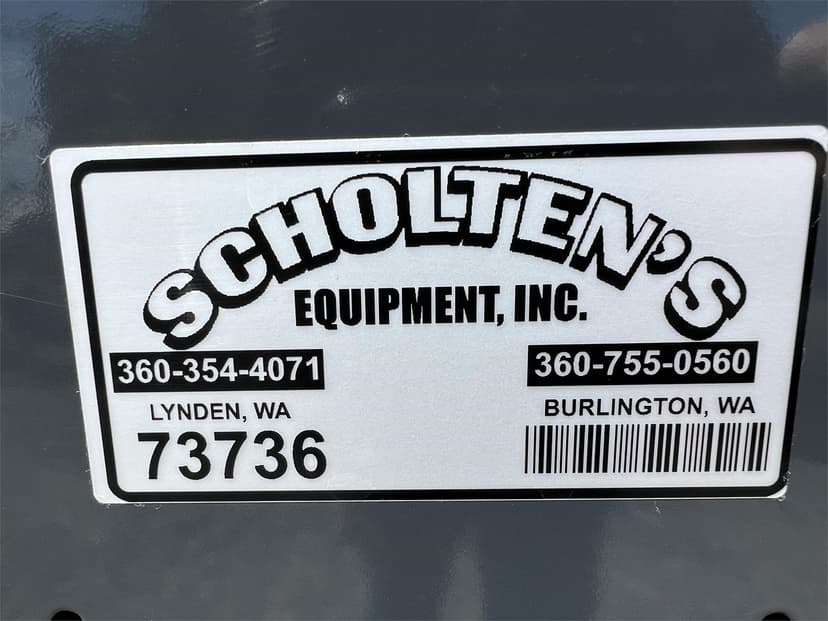 SCHOLTEN'S
EQUIPMENT, INC.
360-354-4071
LYNDEN, WA
73736
360-755-0560
BURLINGTON, WA